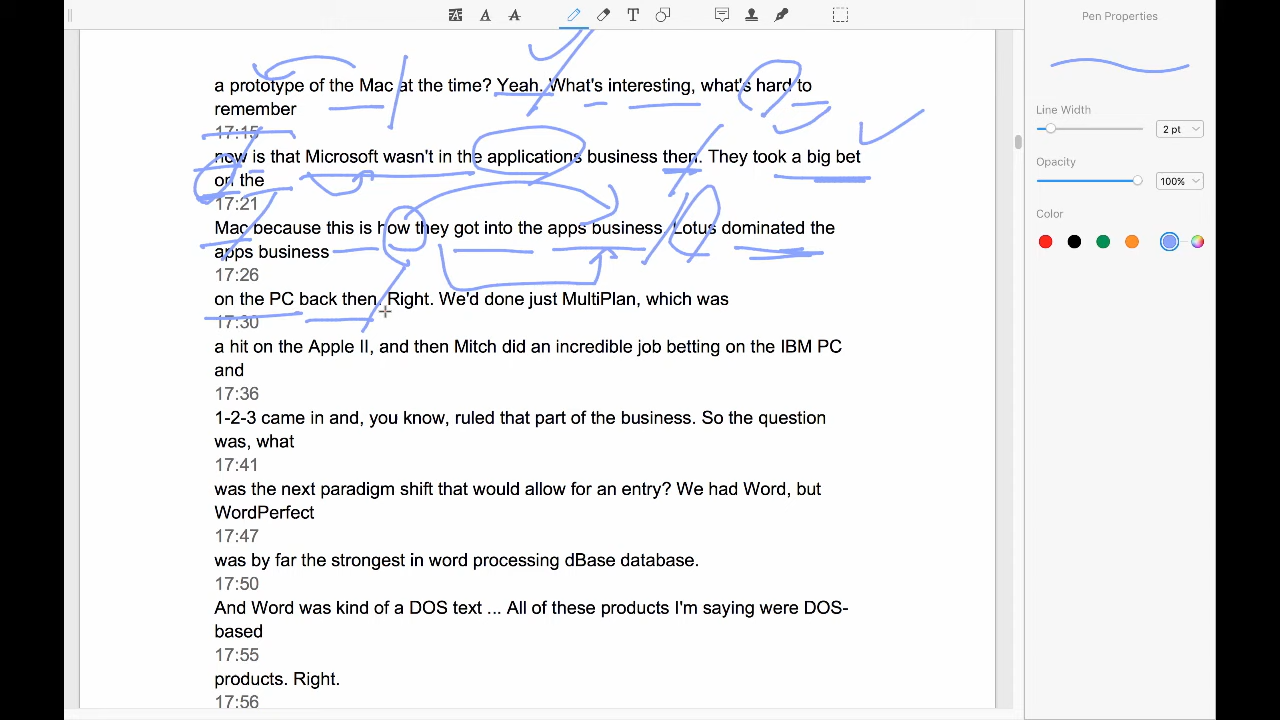 Pen Properties
a prototype of the Mac at the time? Yeah. What's interesting, what's hard to
remember
17:15
now is that Microsoft wasn't in the applications business then. They took a big bet
on the
17:21
Mac because this is how they got into the apps business. Lotus dominated the
apps business
17:26
on the PC back then. Right. We'd done just MultiPlan, which was
17:30
a hit on the Apple II, and then Mitch did an incredible job betting on the IBM PC
and
17:36
1-2-3 came in and, you know, ruled that part of the business. So the question
was, what
17:41
was the next paradigm shift that would allow for an entry? We had Word, but
WordPerfect
17:47
was by far the strongest in word processing dBase database.
17:50
And Word was kind of a DOS text ... All of these products I'm saying were DOS-
based
17:55
products. Right.
17:56
Line Width
2 pt
Opacity
100%
Color